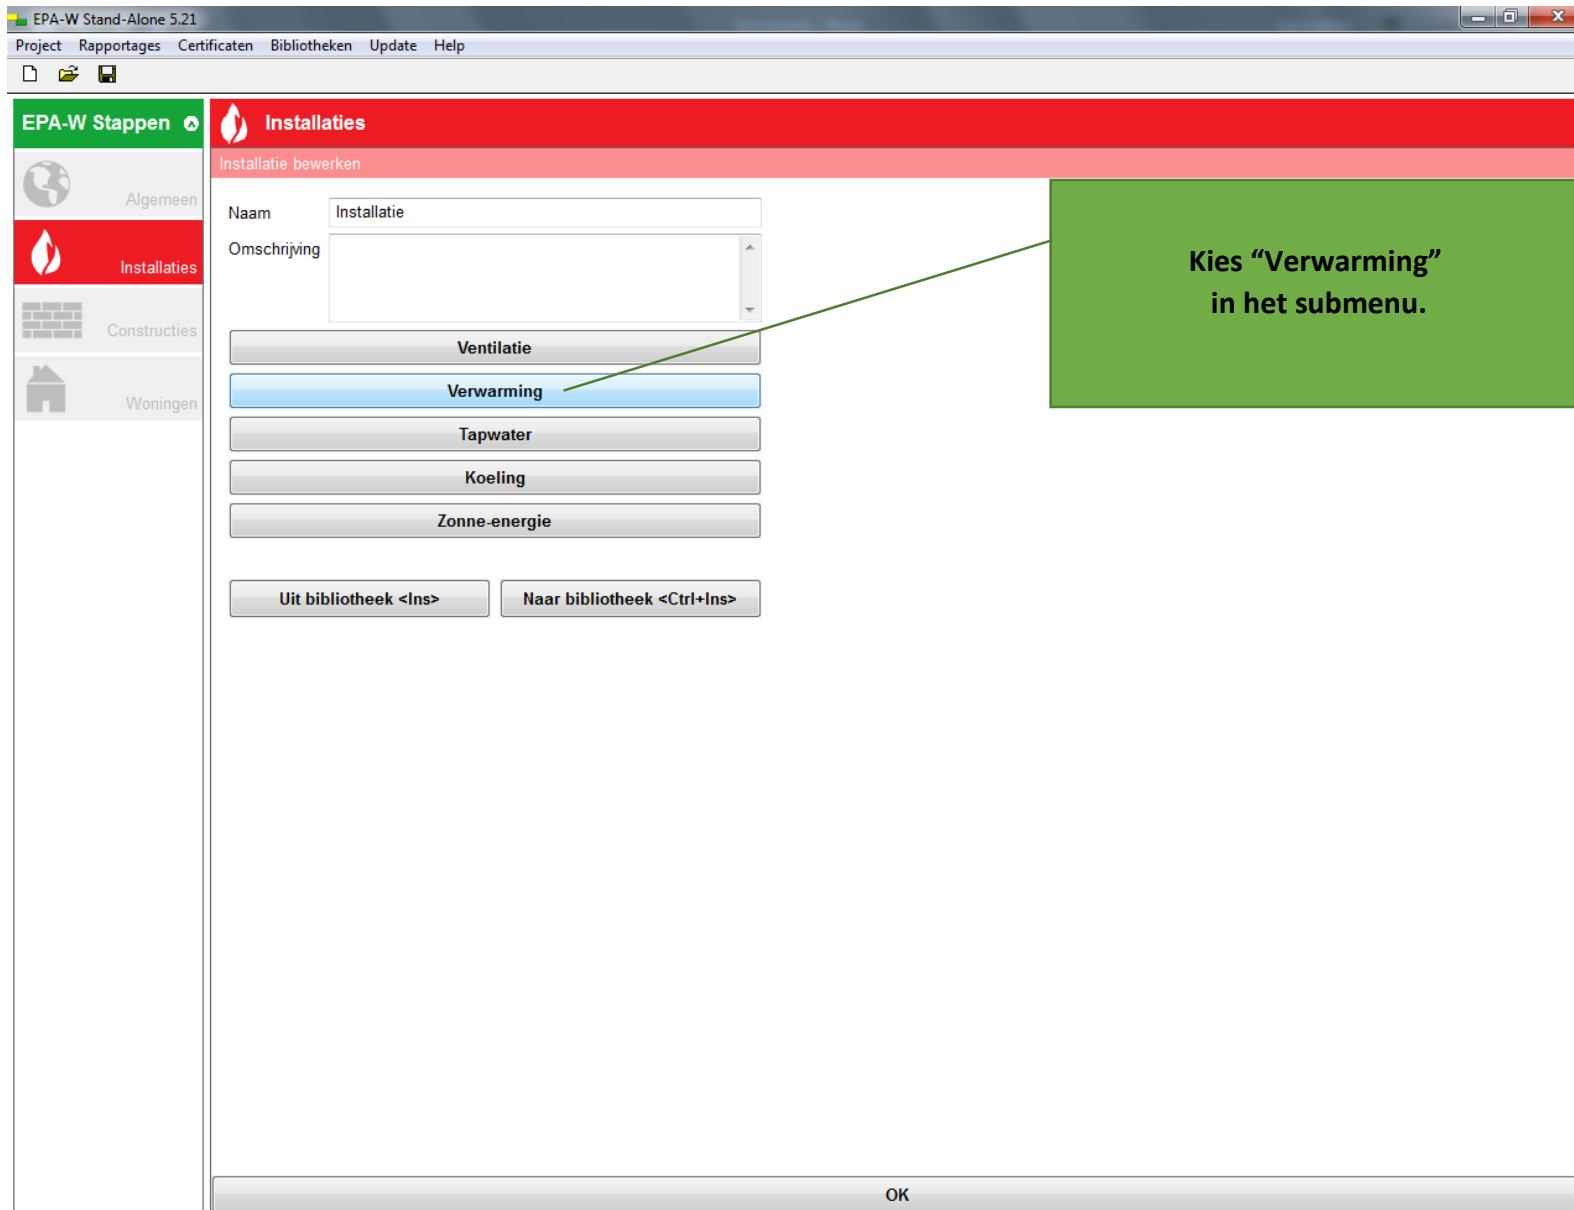 EPA-W Stand-Alone 5.21
Project Rapportages Certificaten Bibliotheken Update Help
EPA-W Stappen
Installaties
Installatie bewerken
Algemeen
Installaties
Constructies
Woningen
Naam
Installatie
Omschrijving
Ventilatie
Verwarming
Tapwater
Koeling
Zonne-energie
Uit bibliotheek <Ins>
Naar bibliotheek <Ctrl+Ins>
Kies “Verwarming”
in het submenu.
OK